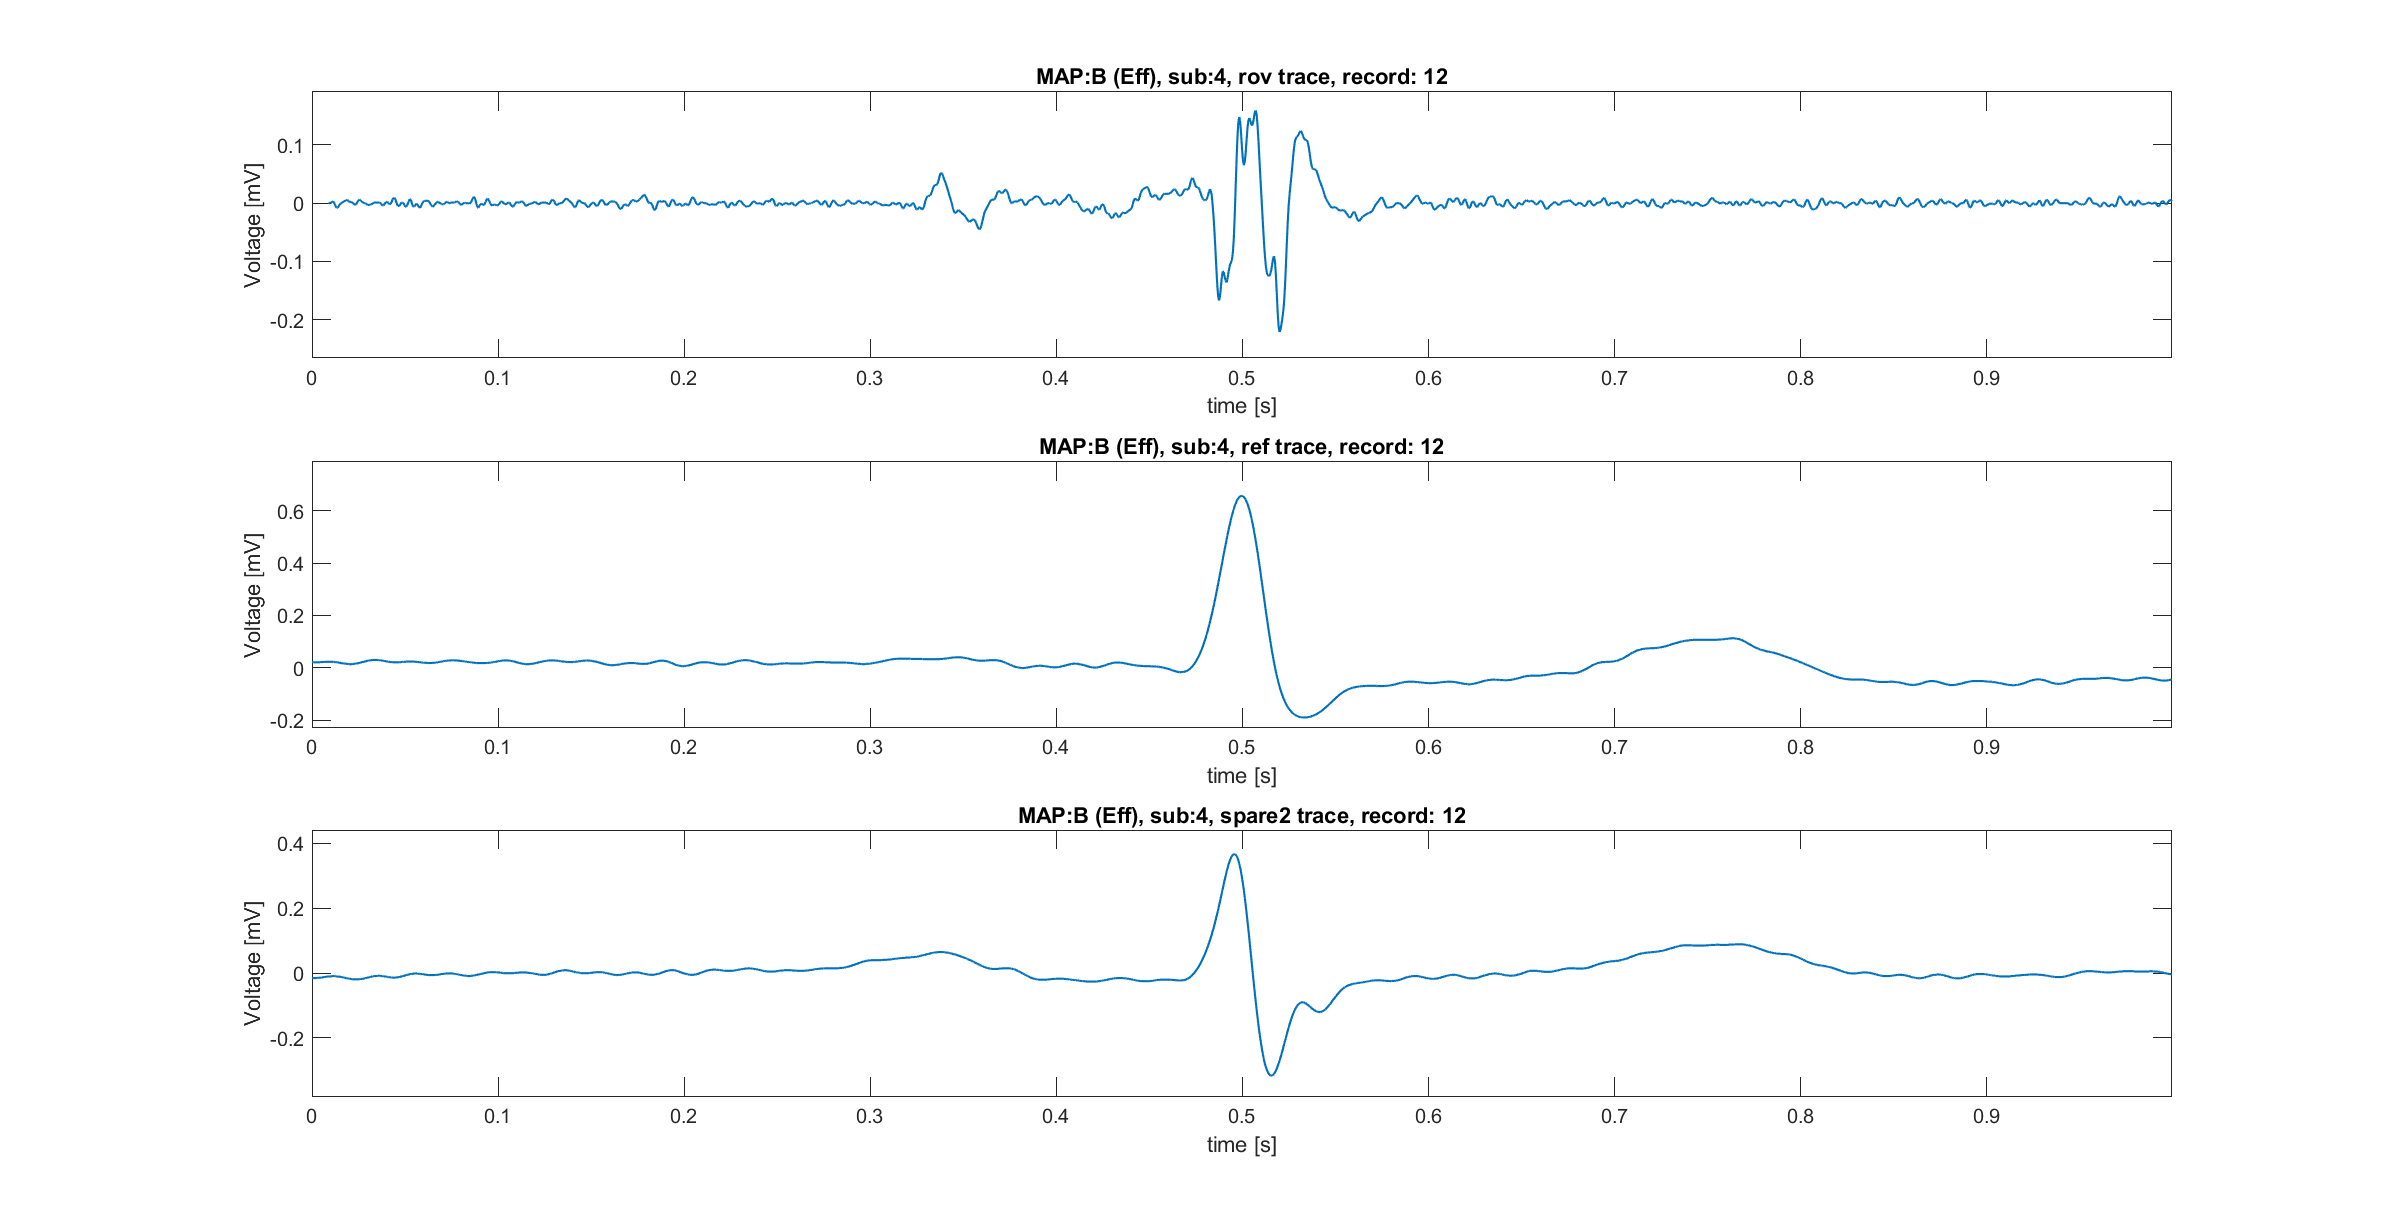 MAP:B (Eff), sub:4, rov trace, record: 12
Voltage [mV]
0.1
0
-0.1
-0.2
0 0.1 0.2 0.3 0.4 0.5 0.6 0.7 0.8 0.9
time [s]
MAP:B (Eff), sub:4, ref trace, record: 12
Voltage [mV]
0.6
0.4
0.2
0
-0.2
0 0.1 0.2 0.3 0.4 0.5 0.6 0.7 0.8 0.9
time [s]
MAP:B (Eff), sub:4, spare2 trace, record: 12
Voltage [mV]
0.4
0.2
0
-0.2
0 0.1 0.2 0.3 0.4 0.5 0.6 0.7 0.8 0.9
time [s]